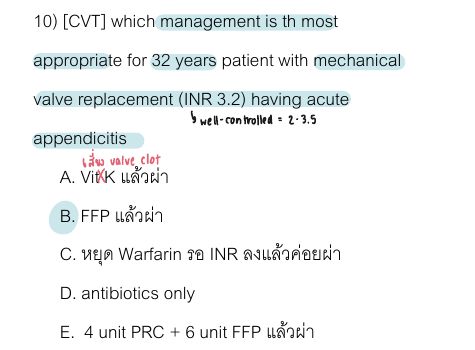 10) [CVT] which management is th most
appropriate for 32 years patient with mechanical
valve replacement (INR 3.2) having acute
↳ well-controlled = 2-3.5
appendicitis
เสี่ยง valve clot
A. Vit K แล้วผ่า
B. FFP แล้วผ่า
C. หยุด Warfarin รอ INR ลงแล้วค่อยผ่า
D. antibiotics only
E. 4 unit PRC + 6 unit FFP แล้วผ่า